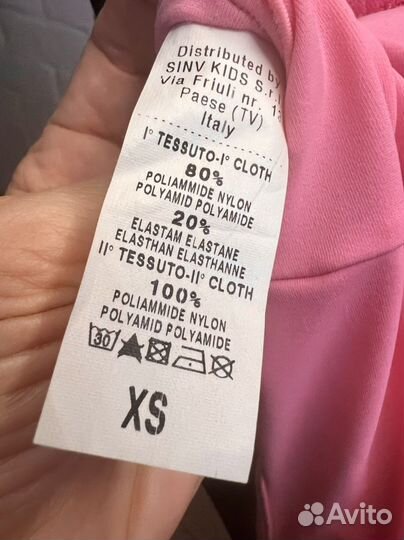 Distributed by
SINV KIDS S.r.
Via Friuli nr.
Paese (TV)
Italy
I° TESSUTO-I° CLOTH
80%
POLIAMMIDE NYLON
POLYAMID POLYAMIDE
20%
ELASTAM ELASTANE
ELASTHAN ELASTHANNE
II° TESSUTO-II° CLOTH
100%
POLIAMMIDE NYLON
POLYAMID POLYAMIDE
30
XS
Avito